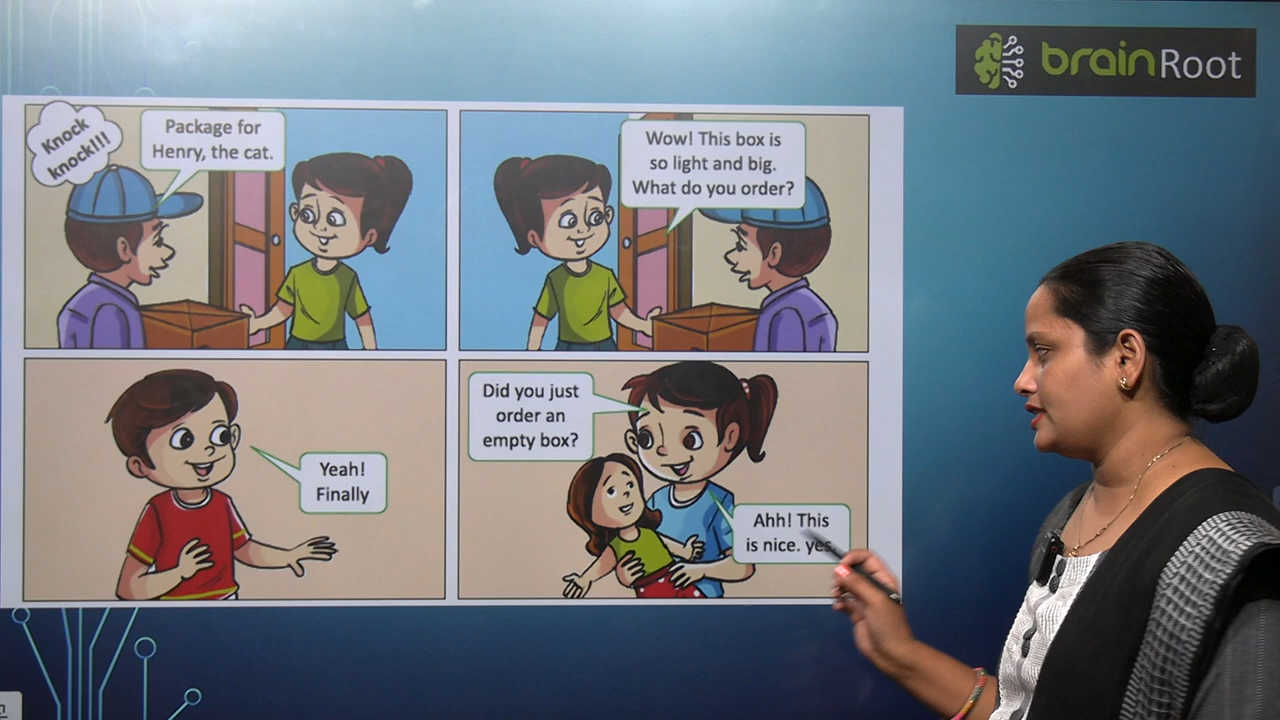 brainRoot
Knock
knock!!!
Package for
Henry, the cat.
Wow! This box is
so light and big.
What do you order?
Yeah!
Finally
Did you just
order an
empty box?
Ahh! This
is nice. yes.